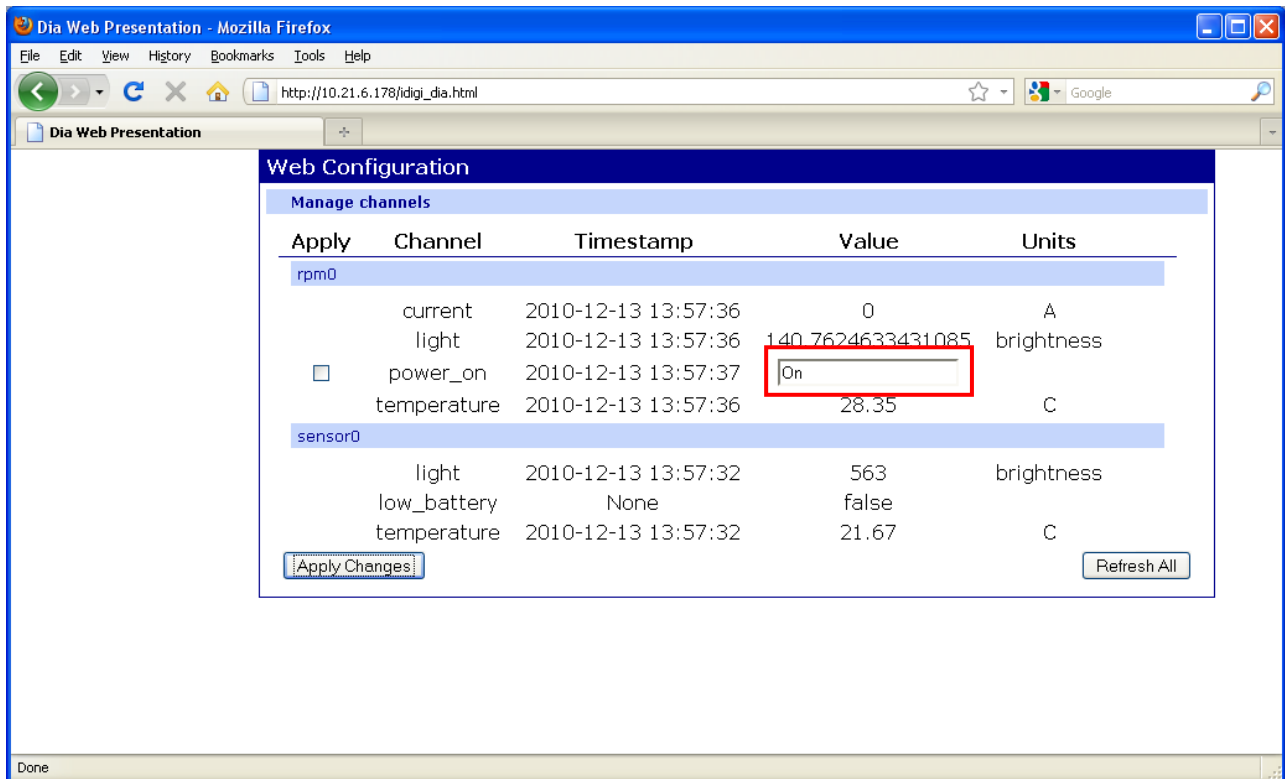 Dia Web Presentation - Mozilla Firefox
File Edit View History Bookmarks Tools Help
http://10.21.6.178/idigi_dia.html Google
Dia Web Presentation
Web Configuration
Manage channels
Apply Channel Timestamp Value Units
rpm0
current 2010-12-13 13:57:36 0 A
light 2010-12-13 13:57:36 140.7624633431085 brightness
power_on 2010-12-13 13:57:37 On
temperature 2010-12-13 13:57:36 28.35 C
sensor0
light 2010-12-13 13:57:32 563 brightness
low_battery None false
temperature 2010-12-13 13:57:32 21.67 C
Apply Changes Refresh All
Done